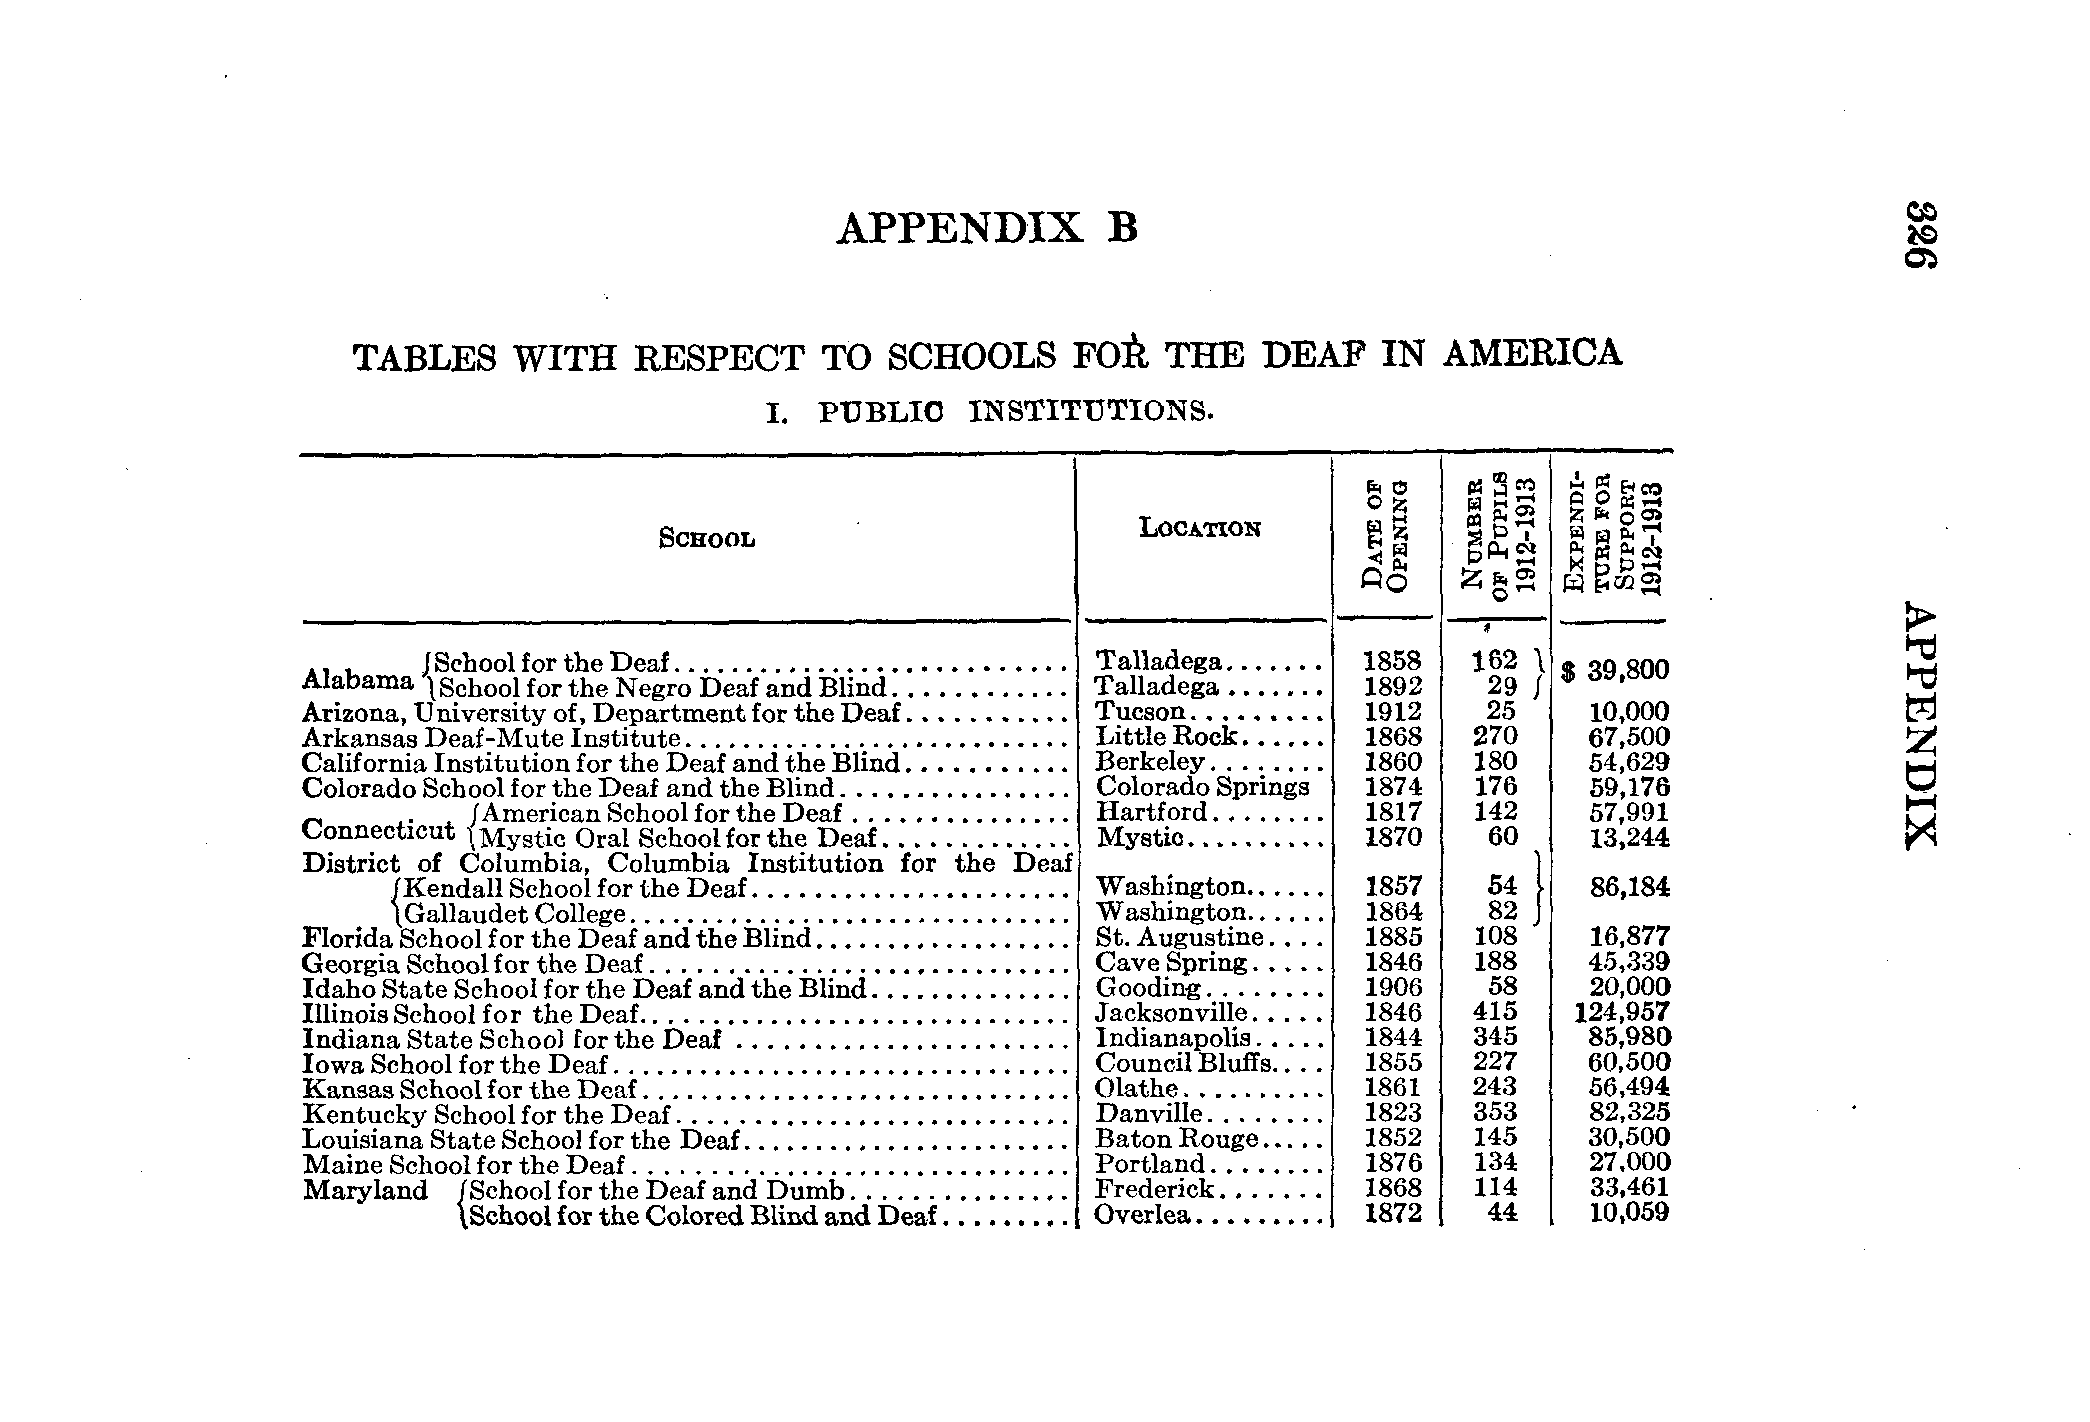 326
APPENDIX
APPENDIX B
TABLES WITH RESPECT TO SCHOOLS FOR THE DEAF IN AMERICA
I. PUBLIC INSTITUTIONS.
SCHOOL | LOCATION | DATE OF OPENING | NUMBER OF PUPILS 1912-1913 | EXPENDITURE FOR SUPPORT 1912-1913
Alabama {School for the Deaf........................... Talladega....... 1858 162 } $ 39,800
{School for the Negro Deaf and Blind............ Talladega....... 1892 29 }
Arizona, University of, Department for the Deaf........... Tucson......... 1912 25 10,000
Arkansas Deaf-Mute Institute........................... Little Rock...... 1868 270 67,500
California Institution for the Deaf and the Blind........... Berkeley........ 1860 180 54,629
Colorado School for the Deaf and the Blind................ Colorado Springs 1874 176 59,176
Connecticut {American School for the Deaf............... Hartford........ 1817 142 57,991
{Mystic Oral School for the Deaf............. Mystic.......... 1870 60 13,244
District of Columbia, Columbia Institution for the Deaf
{Kendall School for the Deaf...................... Washington...... 1857 54 } 86,184
{Gallaudet College............................... Washington...... 1864 82 }
Florida School for the Deaf and the Blind.................. St. Augustine.... 1885 108 16,877
Georgia School for the Deaf............................. Cave Spring..... 1846 188 45,339
Idaho State School for the Deaf and the Blind.............. Gooding........ 1906 58 20,000
Illinois School for the Deaf.............................. Jacksonville..... 1846 415 124,957
Indiana State School for the Deaf....................... Indianapolis..... 1844 345 85,980
Iowa School for the Deaf................................ Council Bluffs.... 1855 227 60,500
Kansas School for the Deaf.............................. Olathe.......... 1861 243 56,494
Kentucky School for the Deaf........................... Danville........ 1823 353 82,325
Louisiana State School for the Deaf....................... Baton Rouge..... 1852 145 30,500
Maine School for the Deaf.............................. Portland........ 1876 134 27,000
Maryland {School for the Deaf and Dumb............... Frederick....... 1868 114 33,461
{School for the Colored Blind and Deaf......... Overlea......... 1872 44 10,059